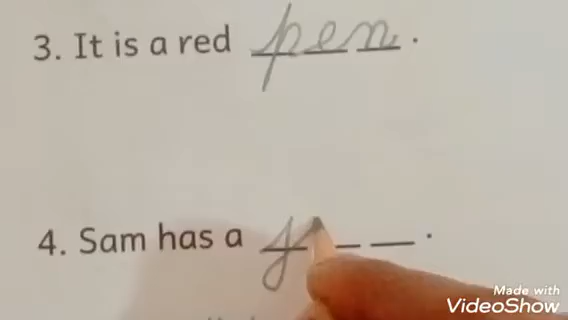 3. It is a red pen.
4. Sam has a
Made with
VideoShow